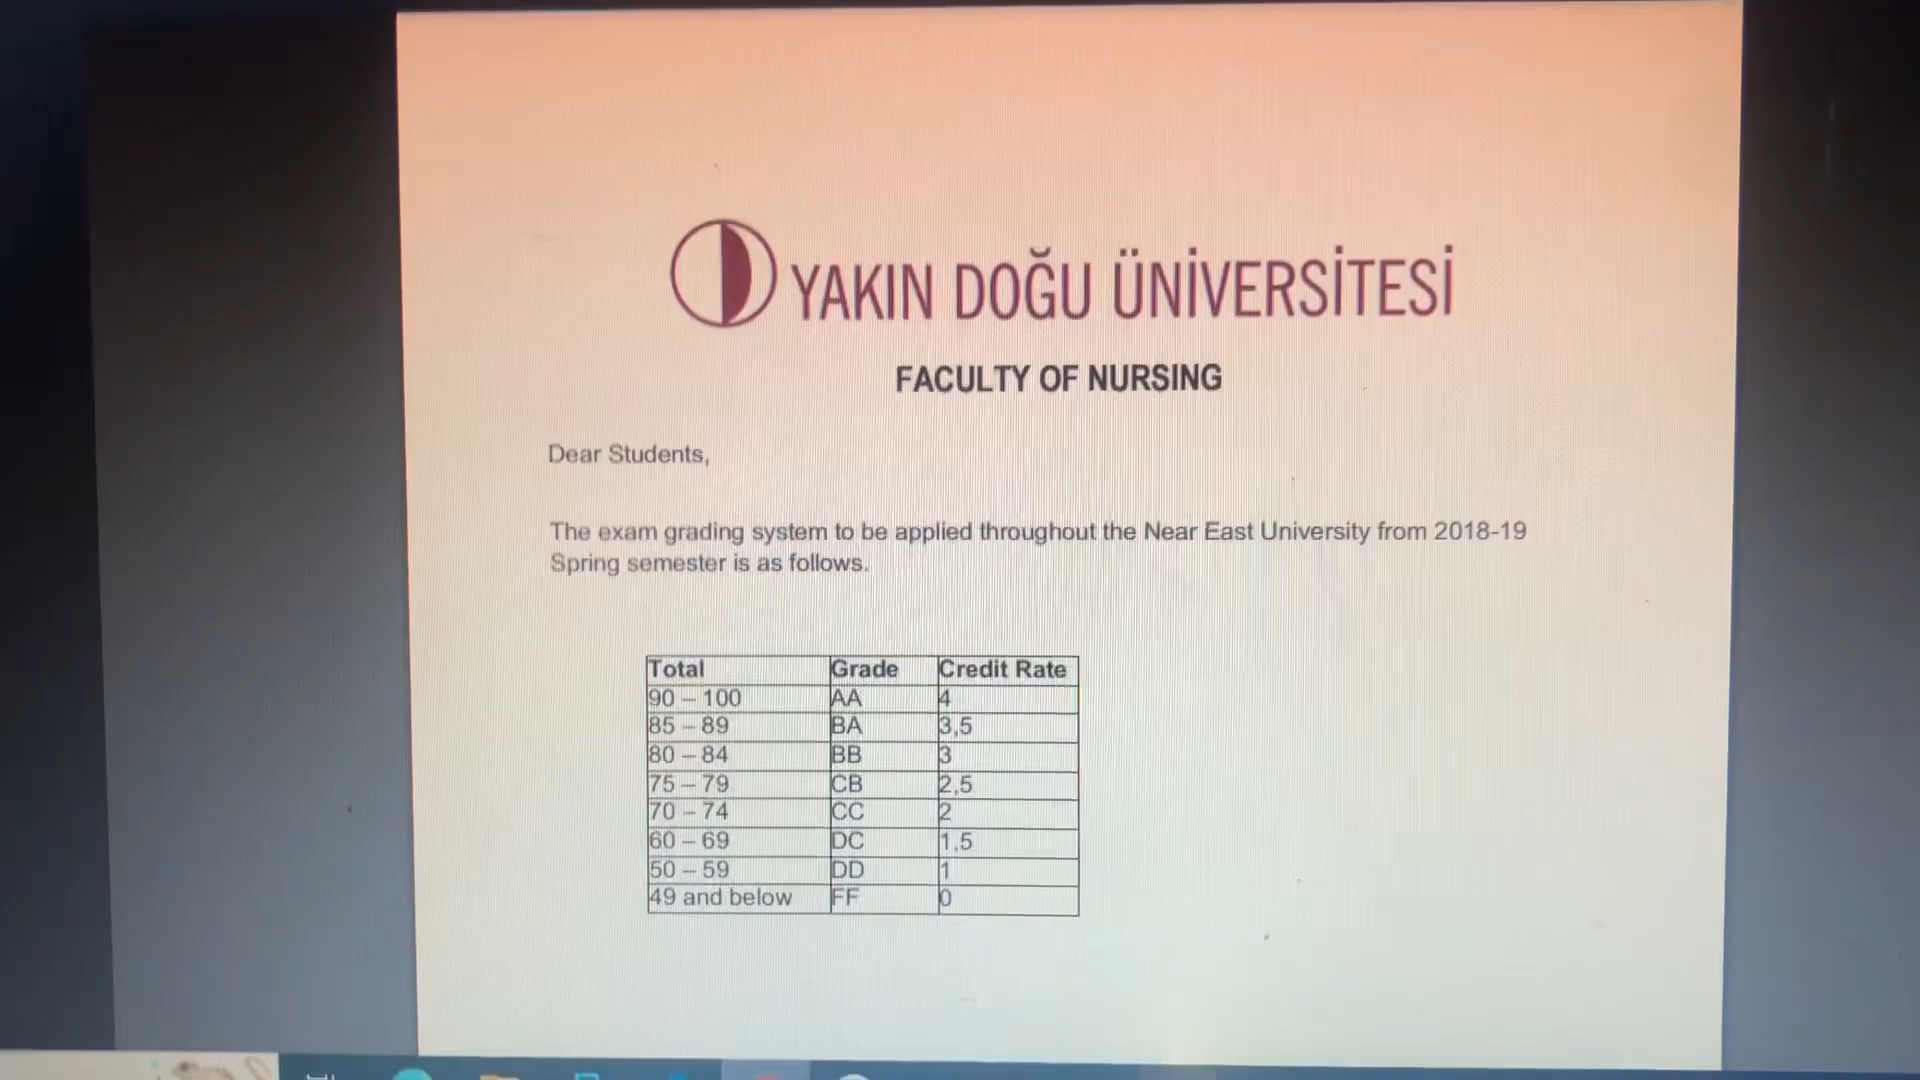 YAKIN DOĞU ÜNİVERSİTESİ
FACULTY OF NURSING
Dear Students,
The exam grading system to be applied throughout the Near East University from 2018-19
Spring semester is as follows.
Total Grade Credit Rate
90 – 100 AA 4
85 – 89 BA 3,5
80 – 84 BB 3
75 – 79 CB 2,5
70 – 74 CC 2
60 – 69 DC 1,5
50 – 59 DD 1
49 and below FF 0